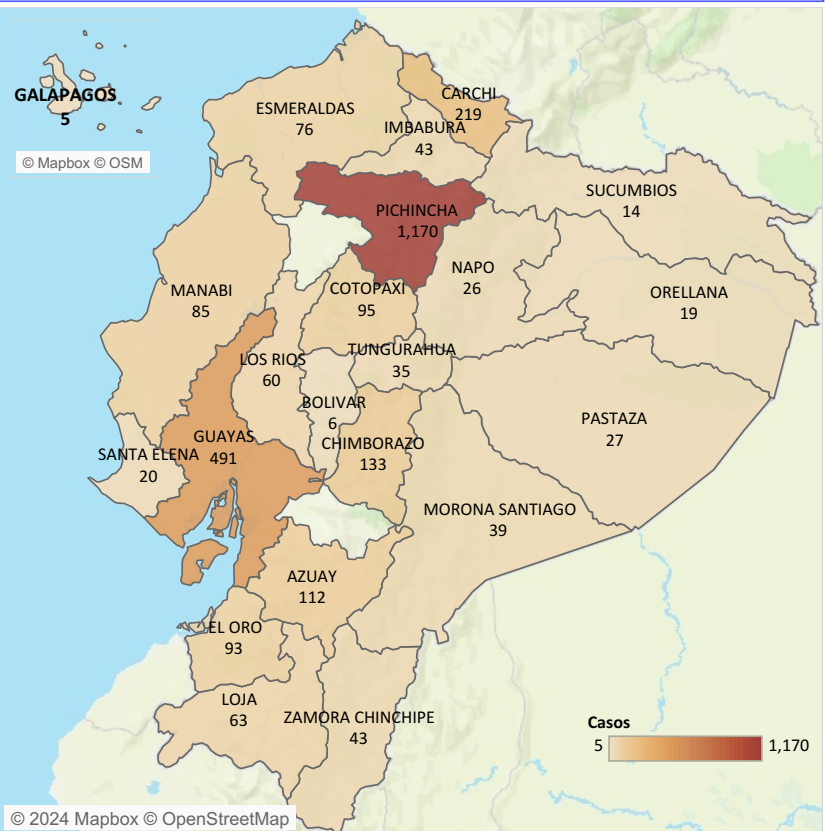 GALAPAGOS
5
© Mapbox © OSM
ESMERALDAS
76
CARCHI
219
IMBABURA
43
SUCUMBIOS
14
PICHINCHA
1,170
NAPO
26
MANABI
85
COTOPAXI
95
ORELLANA
19
TUNGURAHUA
35
LOS RIOS
60
BOLIVAR
6
PASTAZA
27
GUAYAS
491
CHIMBORAZO
133
SANTA ELENA
20
MORONA SANTIAGO
39
AZUAY
112
EL ORO
93
LOJA
63
ZAMORA CHINCHIPE
43
Casos
5 1,170
© 2024 Mapbox © OpenStreetMap